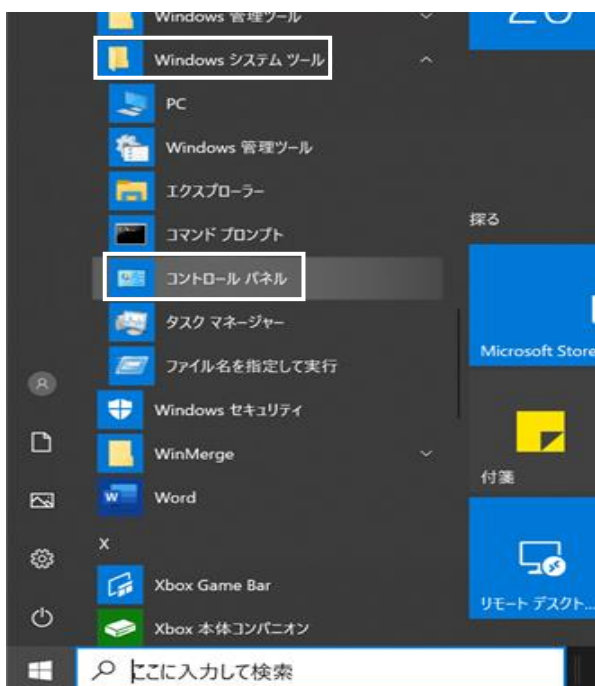 Windows 管理ツール
Windows システム ツール
PC
Windows 管理ツール
エクスプローラー
コマンド プロンプト
コントロール パネル
タスク マネージャー
ファイル名を指定して実行
Windows セキュリティ
WinMerge
Word
X
Xbox Game Bar
Xbox 本体コンパニオン
ここに入力して検索
探る
Microsoft Store
付箋
リモート デスクト...